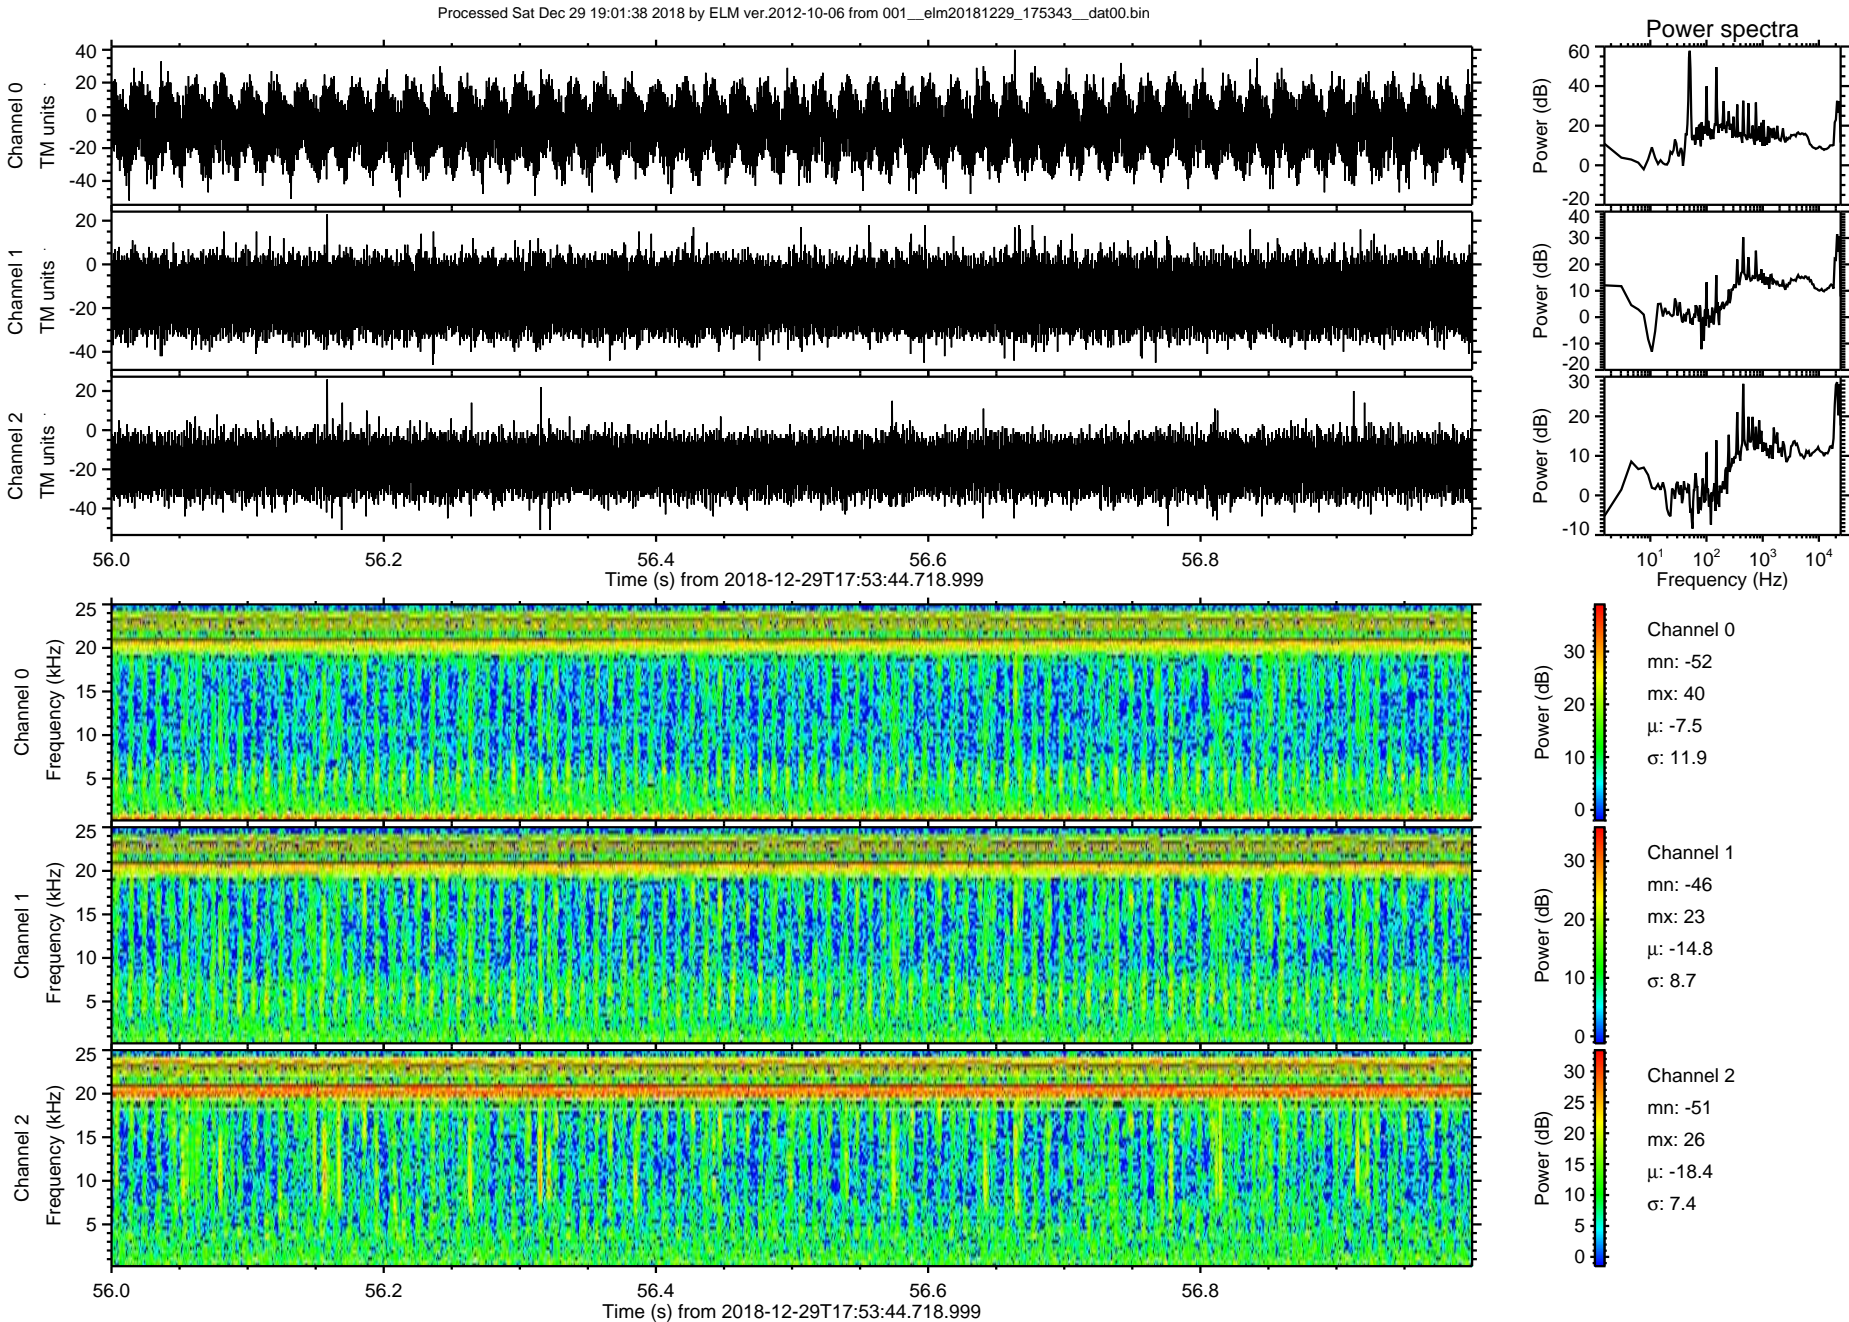 Processed Sat Dec 29 19:01:38 2018 by ELM ver.2012-10-06 from 001__elm20181229_175343__dat00.bin
Power spectra
Channel 0
TM units
40
20
0
-20
-40
Power (dB)
60
40
20
0
-20
Channel 1
TM units
20
0
-20
-40
Power (dB)
40
30
20
10
0
-10
-20
Channel 2
TM units
20
0
-20
-40
Power (dB)
30
20
10
0
-10
56.0 56.2 56.4 56.6 56.8
Time (s) from 2018-12-29T17:53:44.718.999
10¹ 10² 10³ 10⁴
Frequency (Hz)
Channel 0
Frequency (kHz)
25
20
15
10
5
Power (dB)
30
20
10
0
Channel 0
mn: -52
mx: 40
μ: -7.5
σ: 11.9
Channel 1
Frequency (kHz)
25
20
15
10
5
Power (dB)
30
20
10
0
Channel 1
mn: -46
mx: 23
μ: -14.8
σ: 8.7
Channel 2
Frequency (kHz)
25
20
15
10
5
Power (dB)
30
25
20
15
10
5
0
Channel 2
mn: -51
mx: 26
μ: -18.4
σ: 7.4
56.0 56.2 56.4 56.6 56.8
Time (s) from 2018-12-29T17:53:44.718.999